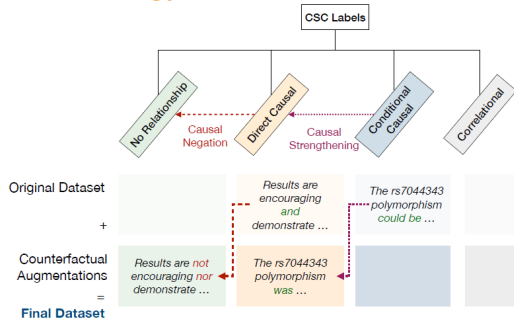 CSC Labels
No Relationship
Direct Causal
Conditional
Causal
Correlational
Causal
Negation
Causal
Strengthening
Original Dataset
Results are
encouraging
and
demonstrate ...
The rs7044343
polymorphism
could be ...
+
Counterfactual
Augmentations
Results are not
encouraging nor
demonstrate ...
The rs7044343
polymorphism
was ...
=
Final Dataset